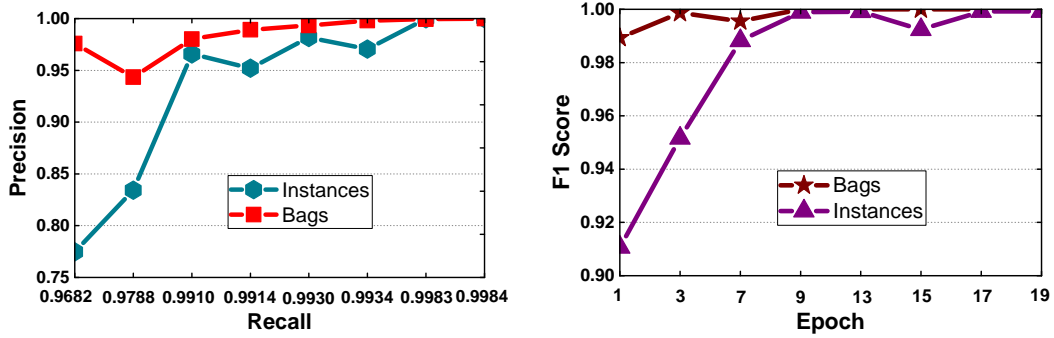 1.00
0.95
0.90
0.85
0.80
0.75
Precision
Instances
Bags
0.9682 0.9788 0.9910 0.9914 0.9930 0.9934 0.9983 0.9984
Recall
1.00
0.98
0.96
0.94
0.92
0.90
F1 Score
Bags
Instances
1 3 7 9 13 15 17 19
Epoch